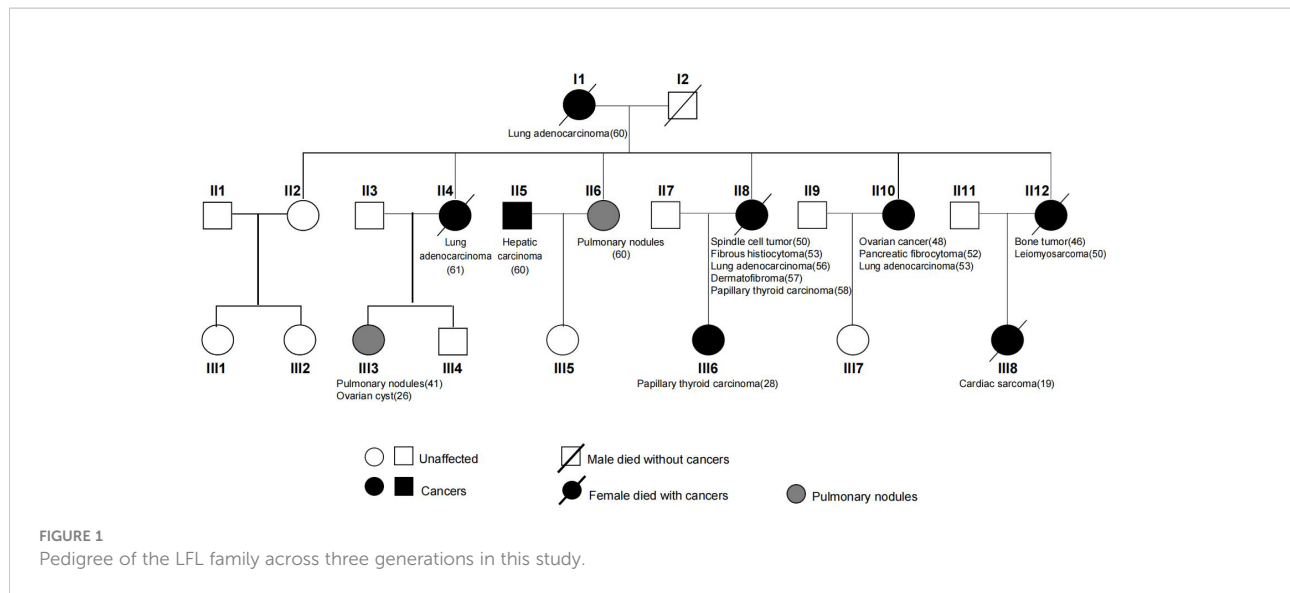 I1
I2
Lung adenocarcinoma(60)
II1
II2
II3
II4
II5
II6
II7
II8
II9
II10
II11
II12
Lung
adenocarcinoma
(61)
Hepatic
carcinoma
(60)
Pulmonary nodules
(60)
Spindle cell tumor(50)
Fibrous histiocytoma(53)
Lung adenocarcinoma(56)
Dermatofibroma(57)
Papillary thyroid carcinoma(58)
Ovarian cancer(48)
Pancreatic fibrocytoma(52)
Lung adenocarcinoma(53)
Bone tumor(46)
Leiomyosarcoma(50)
III1
III2
III3
III4
III5
III6
III7
III8
Pulmonary nodules(41)
Ovarian cyst(26)
Papillary thyroid carcinoma(28)
Cardiac sarcoma(19)
Unaffected
Male died without cancers
Cancers
Female died with cancers
Pulmonary nodules
FIGURE 1
Pedigree of the LFL family across three generations in this study.